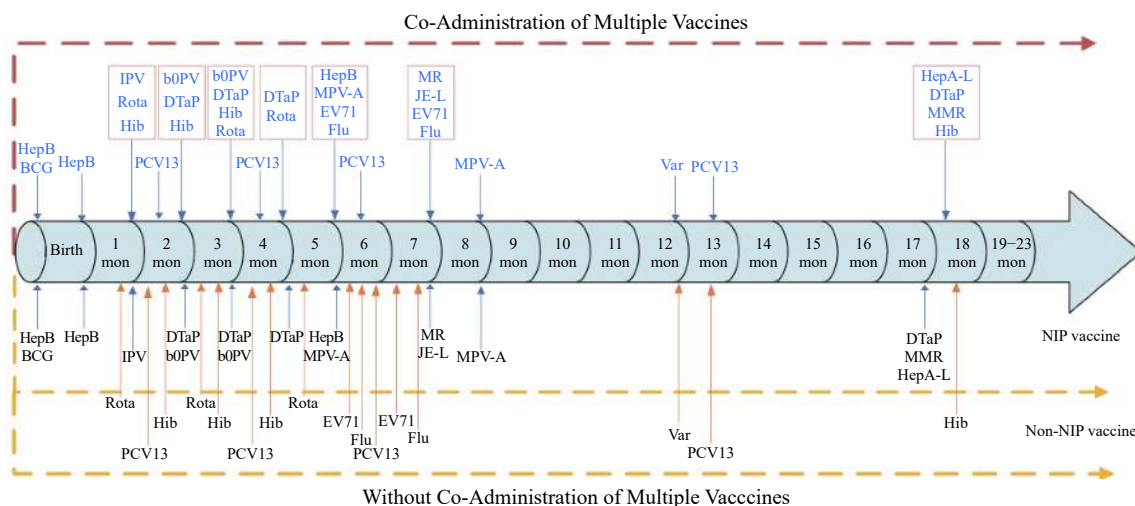 Co-Administration of Multiple Vaccines
HepB
BCG
HepB
IPV
Rota
Hib
PCV13
b0PV
DTaP
Hib
b0PV
DTaP
Hib
Rota
PCV13
DTaP
Rota
HepB
MPV-A
EV71
Flu
PCV13
MR
JE-L
EV71
Flu
MPV-A
Var
PCV13
HepA-L
DTaP
MMR
Hib
Birth
1
mon
2
mon
3
mon
4
mon
5
mon
6
mon
7
mon
8
mon
9
mon
10
mon
11
mon
12
mon
13
mon
14
mon
15
mon
16
mon
17
mon
18
mon
19–23
mon
HepB
BCG
HepB
IPV
DTaP
b0PV
DTaP
b0PV
DTaP
HepB
MPV-A
MR
JE-L
MPV-A
DTaP
MMR
HepA-L
NIP vaccine
Rota
PCV13
Hib
Rota
Hib
PCV13
Hib
Rota
EV71
Flu
PCV13
EV71
Flu
Var
PCV13
Hib
Non-NIP vaccine
Without Co-Administration of Multiple Vacccines